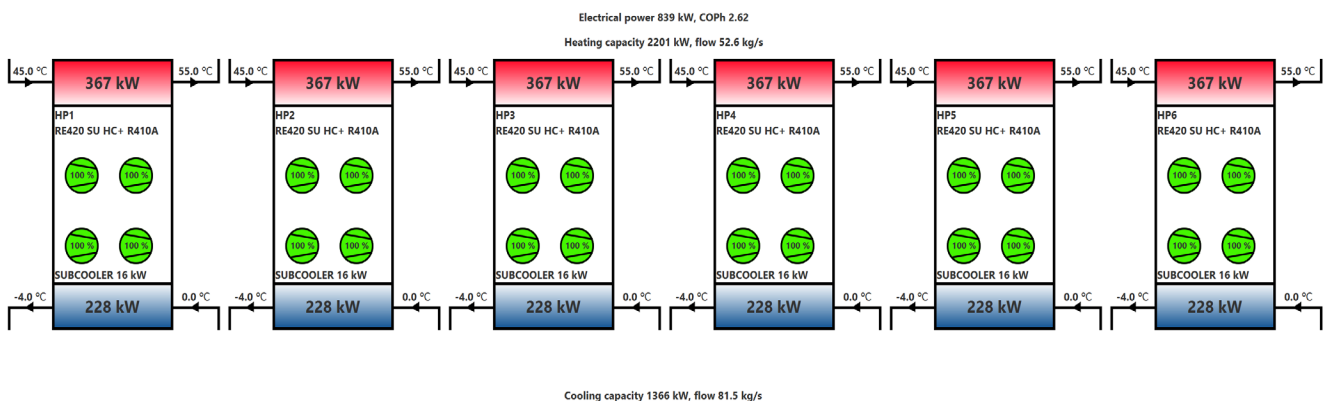 Electrical power 839 kW, COPh 2.62
Heating capacity 2201 kW, flow 52.6 kg/s
45.0 °C 367 kW 55.0 °C 45.0 °C 367 kW 55.0 °C 45.0 °C 367 kW 55.0 °C 45.0 °C 367 kW 55.0 °C 45.0 °C 367 kW 55.0 °C 45.0 °C 367 kW 55.0 °C
HP1 HP2 HP3 HP4 HP5 HP6
RE420 SU HC+ R410A RE420 SU HC+ R410A RE420 SU HC+ R410A RE420 SU HC+ R410A RE420 SU HC+ R410A RE420 SU HC+ R410A
100 % 100 % 100 % 100 % 100 % 100 % 100 % 100 % 100 % 100 % 100 % 100 %
100 % 100 % 100 % 100 % 100 % 100 % 100 % 100 % 100 % 100 % 100 % 100 %
SUBCOOLER 16 kW SUBCOOLER 16 kW SUBCOOLER 16 kW SUBCOOLER 16 kW SUBCOOLER 16 kW SUBCOOLER 16 kW
-4.0 °C 228 kW 0.0 °C -4.0 °C 228 kW 0.0 °C -4.0 °C 228 kW 0.0 °C -4.0 °C 228 kW 0.0 °C -4.0 °C 228 kW 0.0 °C -4.0 °C 228 kW 0.0 °C
Cooling capacity 1366 kW, flow 81.5 kg/s